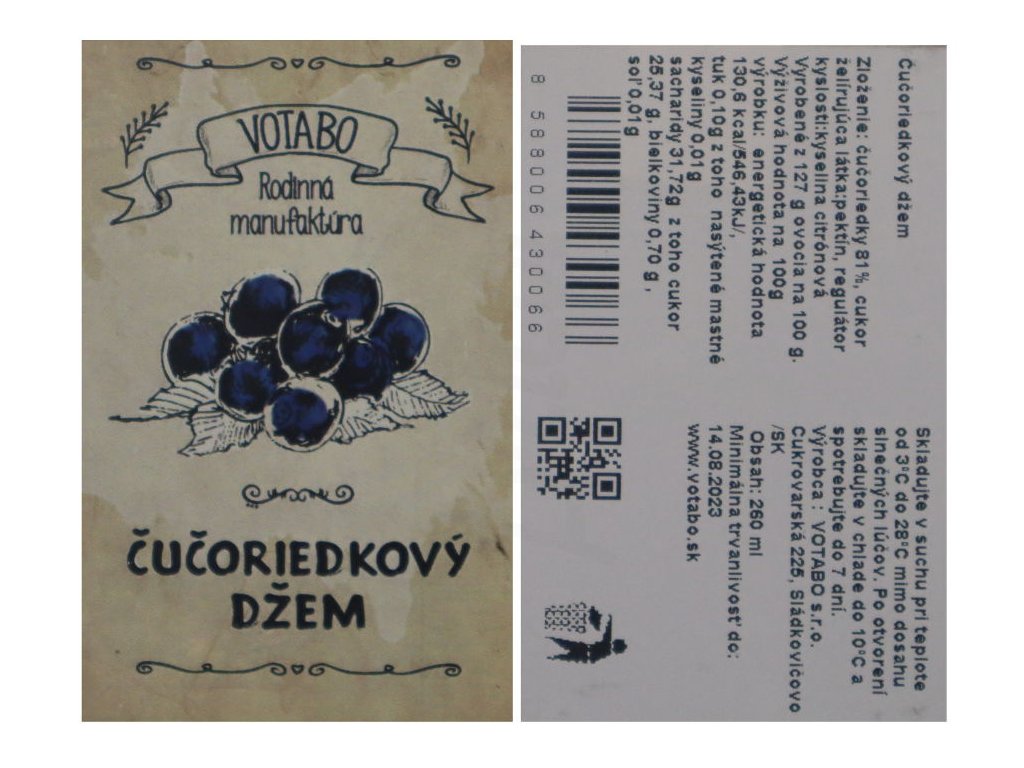 VOTABO
Rodinná
manufaktúra
ČUČORIEDKOVÝ
DŽEM
Čučoriedkový džem
Zloženie: čučoriedky 81%, cukor
želírujúca látka:pektín, regulátor
kyslosti:kyselina citrónová
Vyrobené z 127 g ovocia na 100 g.
Výživová hodnota na 100g
výrobku: energetická hodnota
130,6 kcal/546,43kJ/,
tuk 0,10g z toho nasýtené mastné
kyseliny 0,01g
sacharidy 31,72g z toho cukor
25,37 g, bielkoviny 0,70 g ,
soľ 0,01g
8 588006 430066
Skladujte v suchu pri teplote
od 3°C do 28°C mimo dosahu
slnečných lúčov. Po otvorení
skladujte v chlade do 10°C a
spotrebujte do 7 dní.
Výrobca : VOTABO s.r.o.
Cukrovarská 225, Sládkovičovo
/SK
Obsah: 260 ml
Minimálna trvanlivosť do:
14.08.2023
www.votabo.sk